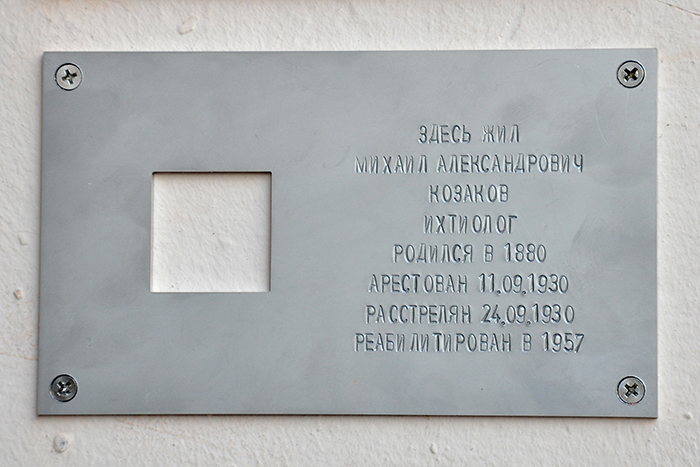 ЗДЕСЬ ЖИЛ
МИХАИЛ АЛЕКСАНДРОВИЧ
КОЗАКОВ
ИХТИОЛОГ
РОДИЛСЯ В 1880
АРЕСТОВАН 11.09.1930
РАССТРЕЛЯН 24.09.1930
РЕАБИЛИТИРОВАН В 1957